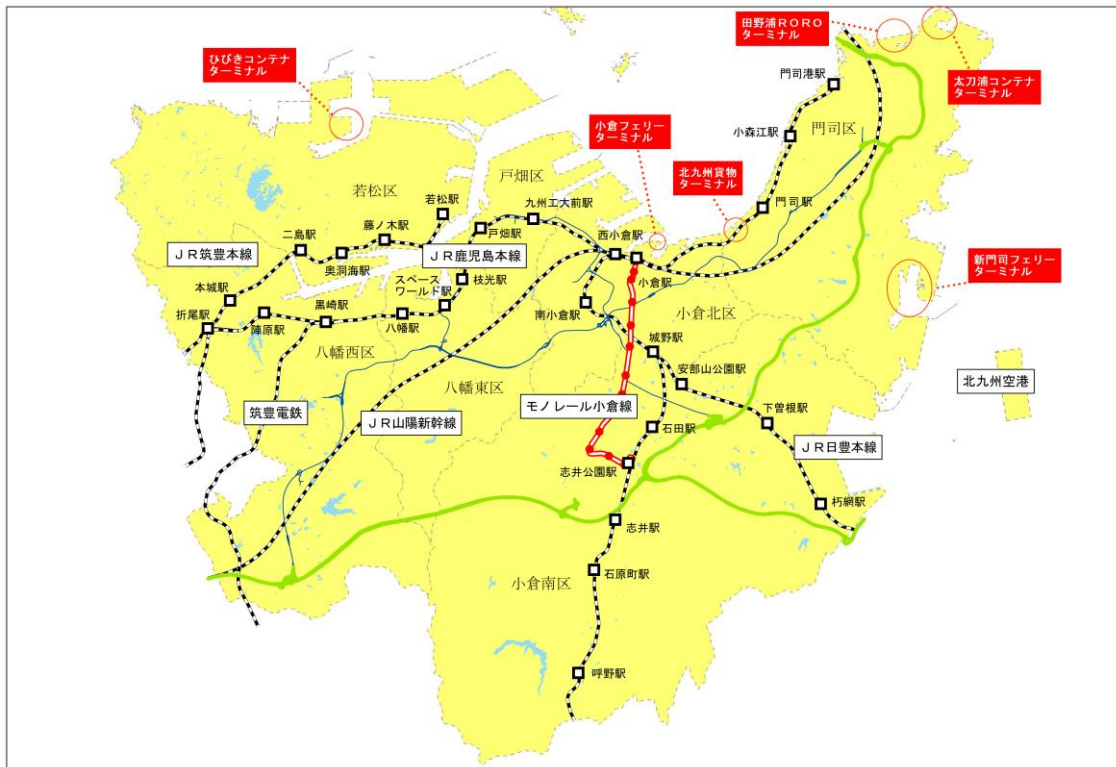 田野浦ＲＯＲＯ
ターミナル
ひびきコンテナ
ターミナル
太刀浦コンテナ
ターミナル
門司港駅
小倉フェリー
ターミナル
小森江駅
門司区
北九州貨物
ターミナル
戸畑区
若松区
九州工大前駅
若松駅
門司駅
藤ノ木駅
戸畑駅
西小倉駅
二島駅
ＪＲ筑豊本線
ＪＲ鹿児島本線
奥洞海駅
小倉駅
新門司フェリー
ターミナル
スペース
ワールド駅
枝光駅
本城駅
黒崎駅
南小倉駅
小倉北区
折尾駅
陣原駅
八幡駅
八幡西区
城野駅
安部山公園駅
八幡東区
北九州空港
筑豊電鉄
ＪＲ山陽新幹線
モノレール小倉線
下曽根駅
石田駅
ＪＲ日豊本線
志井公園駅
朽網駅
志井駅
石原町駅
小倉南区
呼野駅